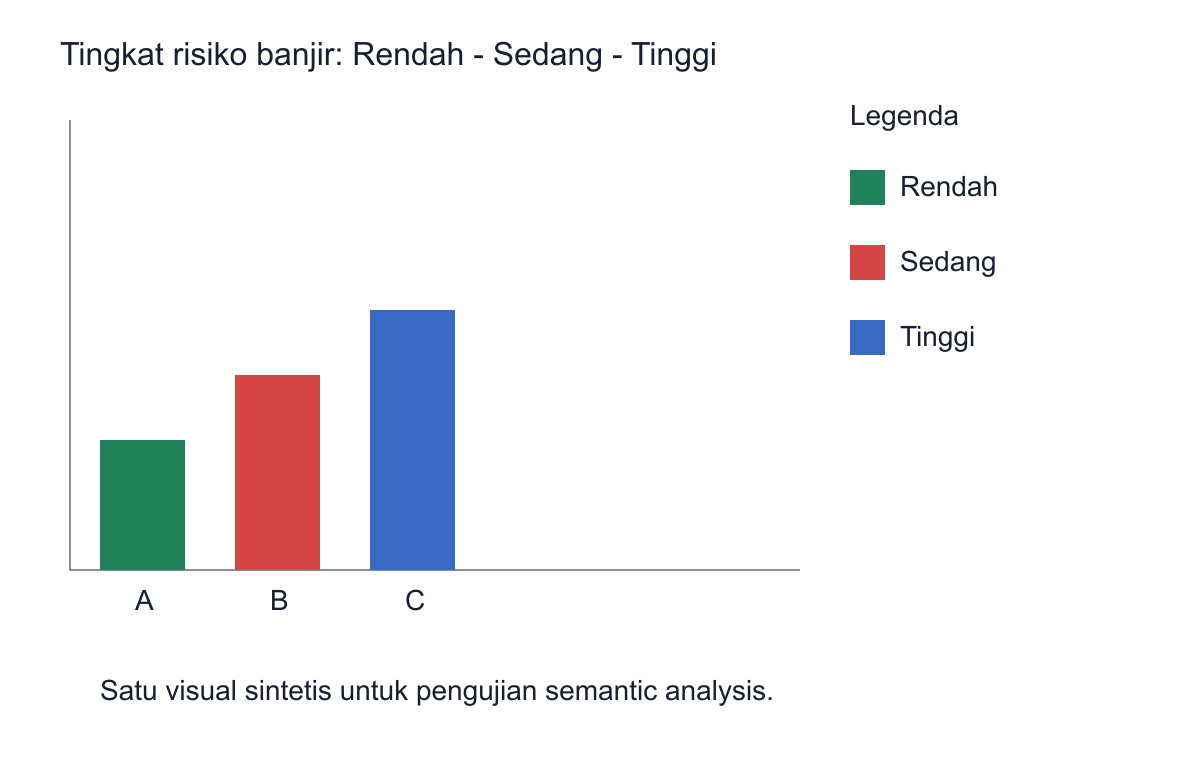 Tingkat risiko banjir: Rendah - Sedang - Tinggi
Legenda
Rendah
Sedang
Tinggi
A
B
C
Satu visual sintetis untuk pengujian semantic analysis.